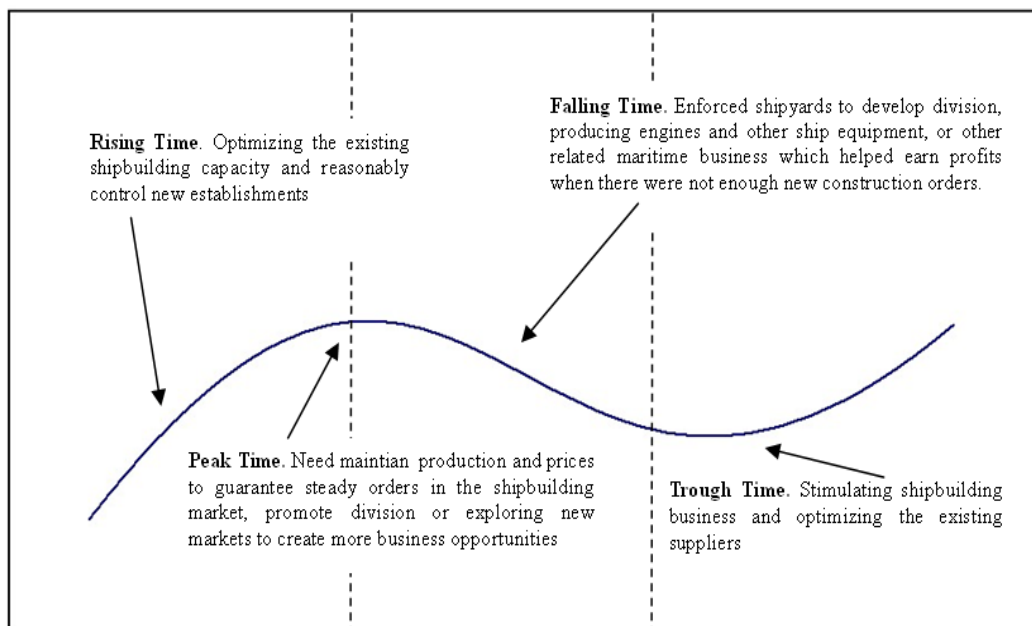 Rising Time. Optimizing the existing
shipbuilding capacity and reasonably
control new establishments
Falling Time. Enforced shipyards to develop division,
producing engines and other ship equipment, or other
related maritime business which helped earn profits
when there were not enough new construction orders.
Peak Time. Need maintian production and prices
to guarantee steady orders in the shipbuilding
market, promote division or exploring new
markets to create more business opportunities
Trough Time. Stimulating shipbuilding
business and optimizing the existing
suppliers